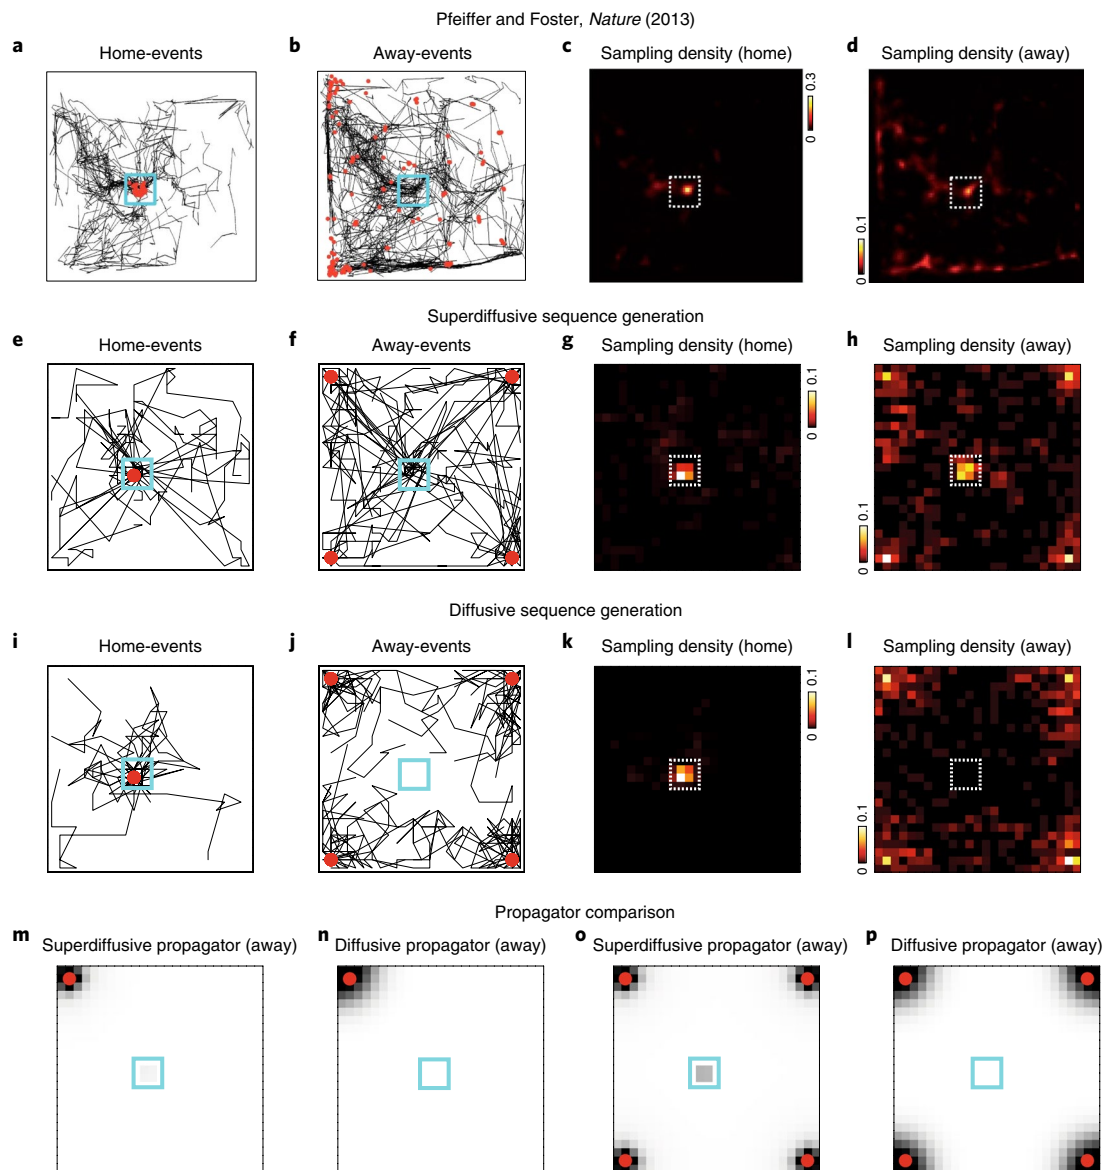 Pfeiffer and Foster, Nature (2013)
a Home-events
b Away-events
c Sampling density (home)
d Sampling density (away)
0 0.3
0 0.1
Superdiffusive sequence generation
e Home-events
f Away-events
g Sampling density (home)
h Sampling density (away)
0 0.1
0 0.1
Diffusive sequence generation
i Home-events
j Away-events
k Sampling density (home)
l Sampling density (away)
0 0.1
0 0.1
Propagator comparison
m Superdiffusive propagator (away)
n Diffusive propagator (away)
o Superdiffusive propagator (away)
p Diffusive propagator (away)